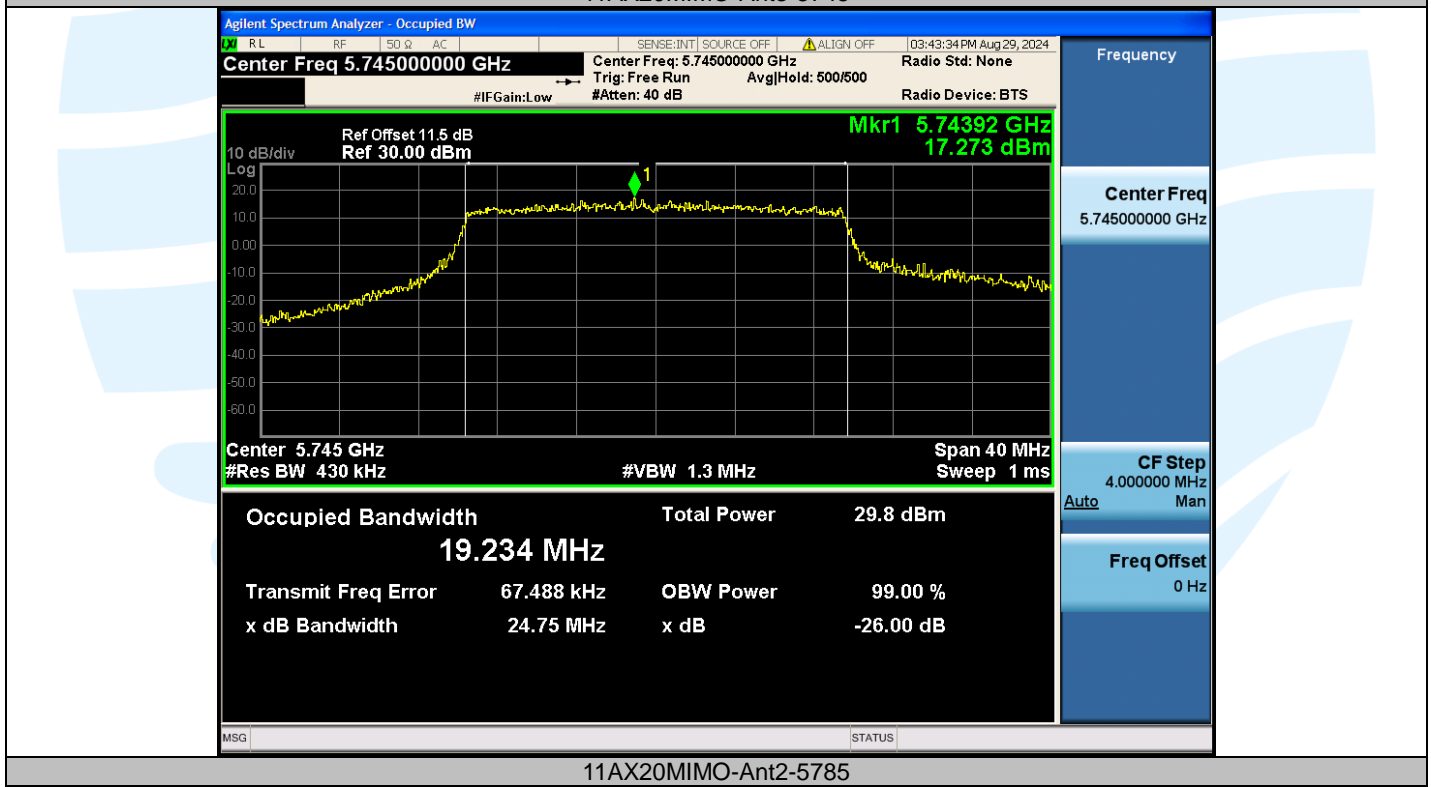 Agilent Spectrum Analyzer - Occupied BW
LXI RL RF 50 Ω AC SENSE:INT SOURCE OFF ALIGN OFF 03:43:34 PM Aug 29, 2024
Center Freq 5.745000000 GHz
Center Freq: 5.745000000 GHz
Radio Std: None
Trig: Free Run Avg|Hold: 500/500
#IFGain:Low
#Atten: 40 dB
Radio Device: BTS
Mkr1 5.74392 GHz
17.273 dBm
Ref Offset 11.5 dB
10 dB/div Ref 30.00 dBm
Log
1
20.0
10.0
0.00
-10.0
-20.0
-30.0
-40.0
-50.0
-60.0
Center 5.745 GHz Span 40 MHz
#Res BW 430 kHz #VBW 1.3 MHz Sweep 1 ms
Occupied Bandwidth Total Power 29.8 dBm
19.234 MHz
Transmit Freq Error 67.488 kHz OBW Power 99.00 %
x dB Bandwidth 24.75 MHz x dB -26.00 dB
MSG STATUS
Frequency
Center Freq
5.745000000 GHz
CF Step
4.000000 MHz
Auto Man
Freq Offset
0 Hz
11AX20MIMO-Ant2-5785